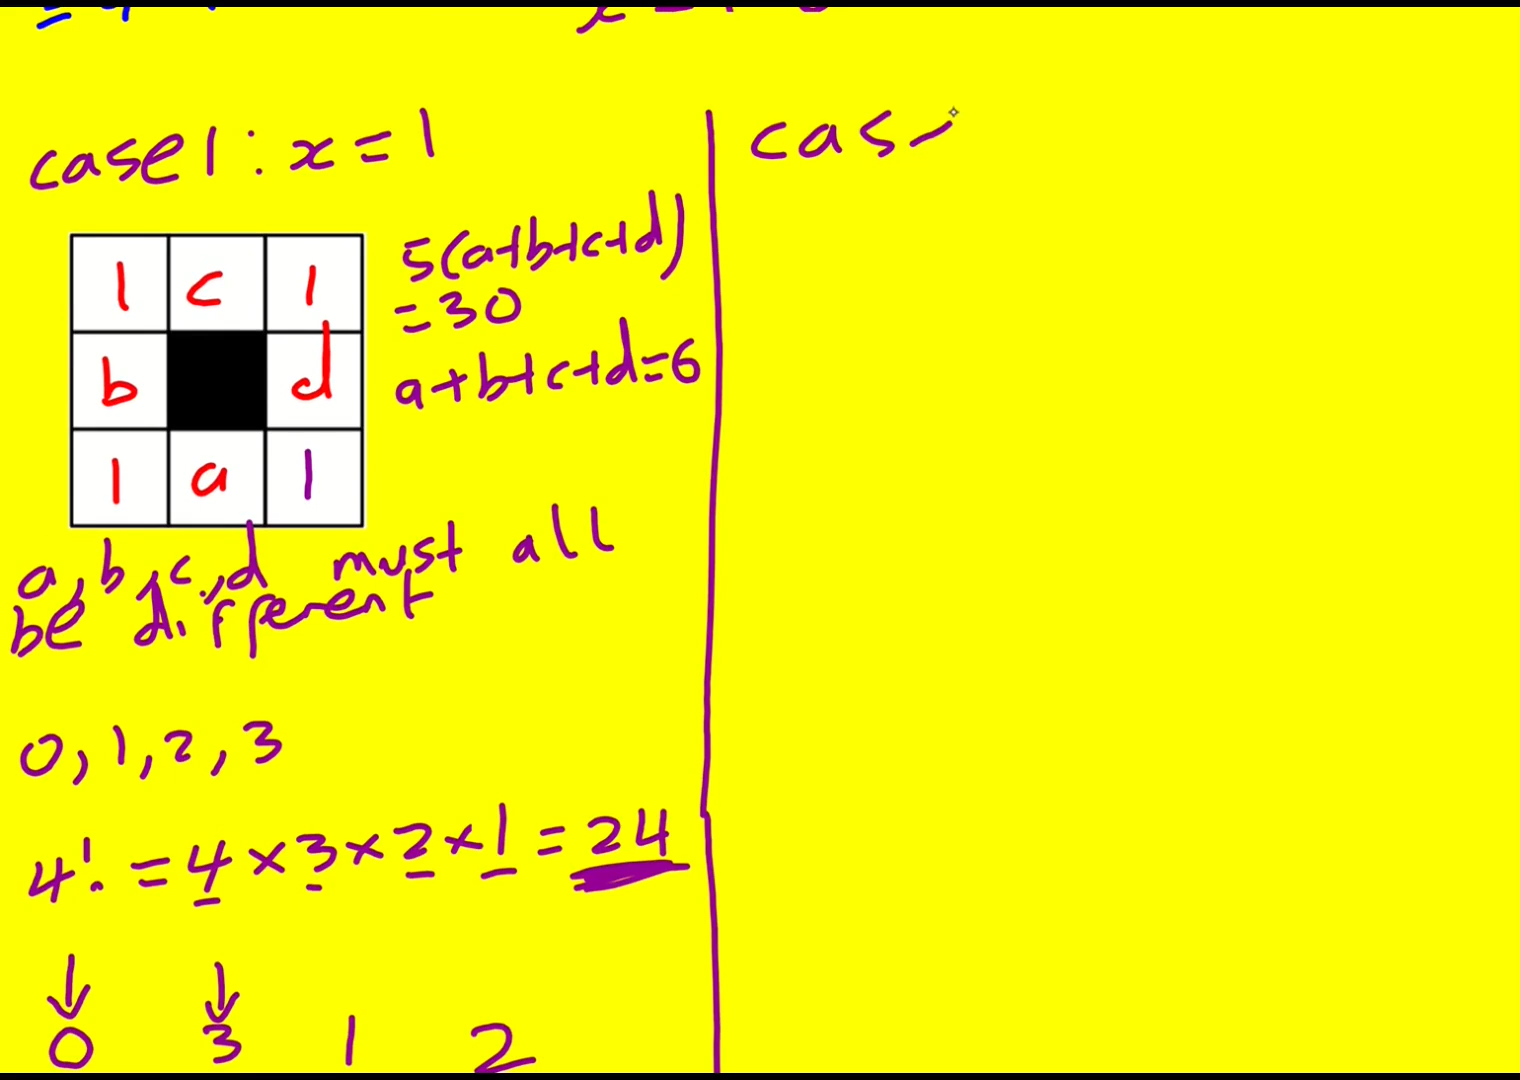 case1: x=1
1 c 1
b d
1 a 1
5(a+b+c+d)
=30
a+b+c+d=6
a,b,c,d must all
be different
0,1,2,3
4! = 4 × 3 × 2 × 1 = 24
↓ ↓
0 3 1 2
cas